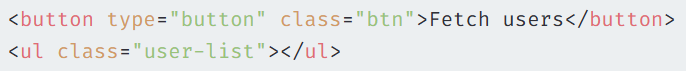 <button type="button" class="btn">Fetch users</button>
<ul class="user-list"></ul>